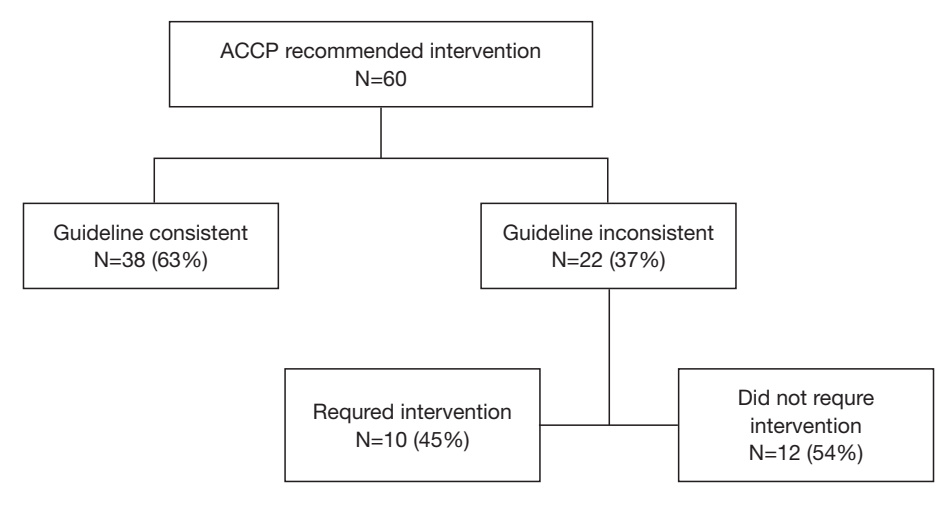 ACCP recommended intervention
N=60
Guideline consistent
N=38 (63%)
Guideline inconsistent
N=22 (37%)
Requred intervention
N=10 (45%)
Did not requre
intervention
N=12 (54%)